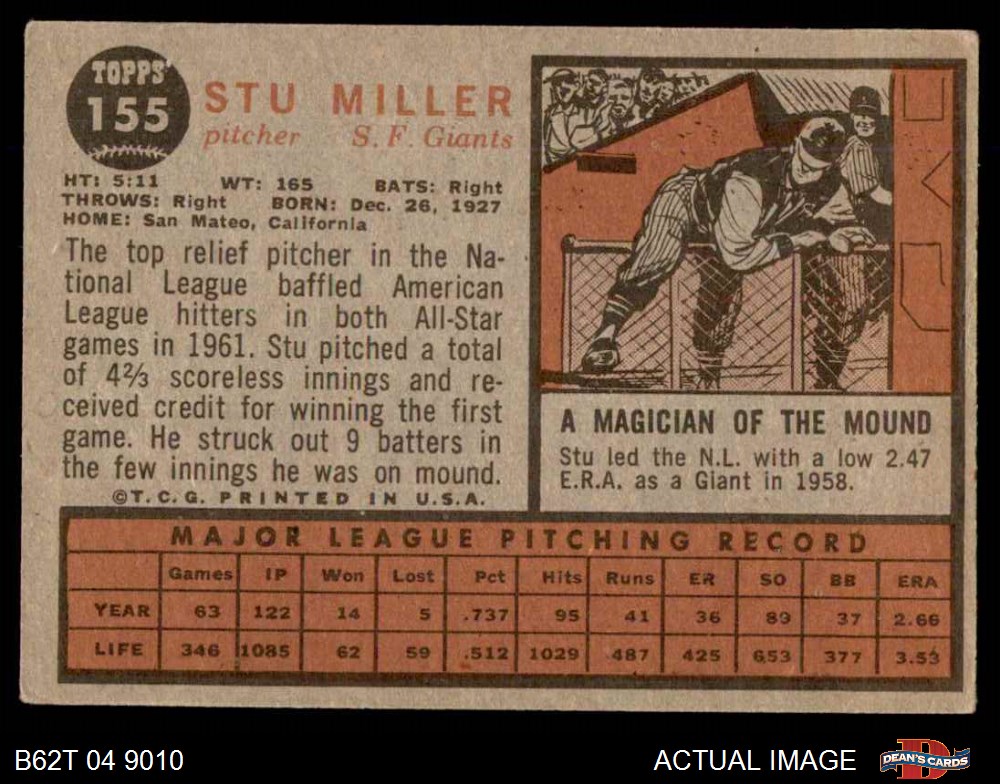 TOPPS
155
STU MILLER
pitcher S. F. Giants
HT: 5:11 WT: 165 BATS: Right
THROWS: Right BORN: Dec. 26, 1927
HOME: San Mateo, California
The top relief pitcher in the Na-
tional League baffled American
League hitters in both All-Star
games in 1961. Stu pitched a total
of 4⅔ scoreless innings and re-
ceived credit for winning the first
game. He struck out 9 batters in
the few innings he was on mound.
©T.C.G. PRINTED IN U.S.A.
A MAGICIAN OF THE MOUND
Stu led the N.L. with a low 2.47
E.R.A. as a Giant in 1958.
MAJOR LEAGUE PITCHING RECORD
Games IP Won Lost Pct Hits Runs ER SO BB ERA
YEAR 63 122 14 5 .737 95 41 36 89 37 2.66
LIFE 346 1085 62 59 .512 1029 487 425 653 377 3.53
B62T 04 9010 ACTUAL IMAGE DEAN'S CARDS